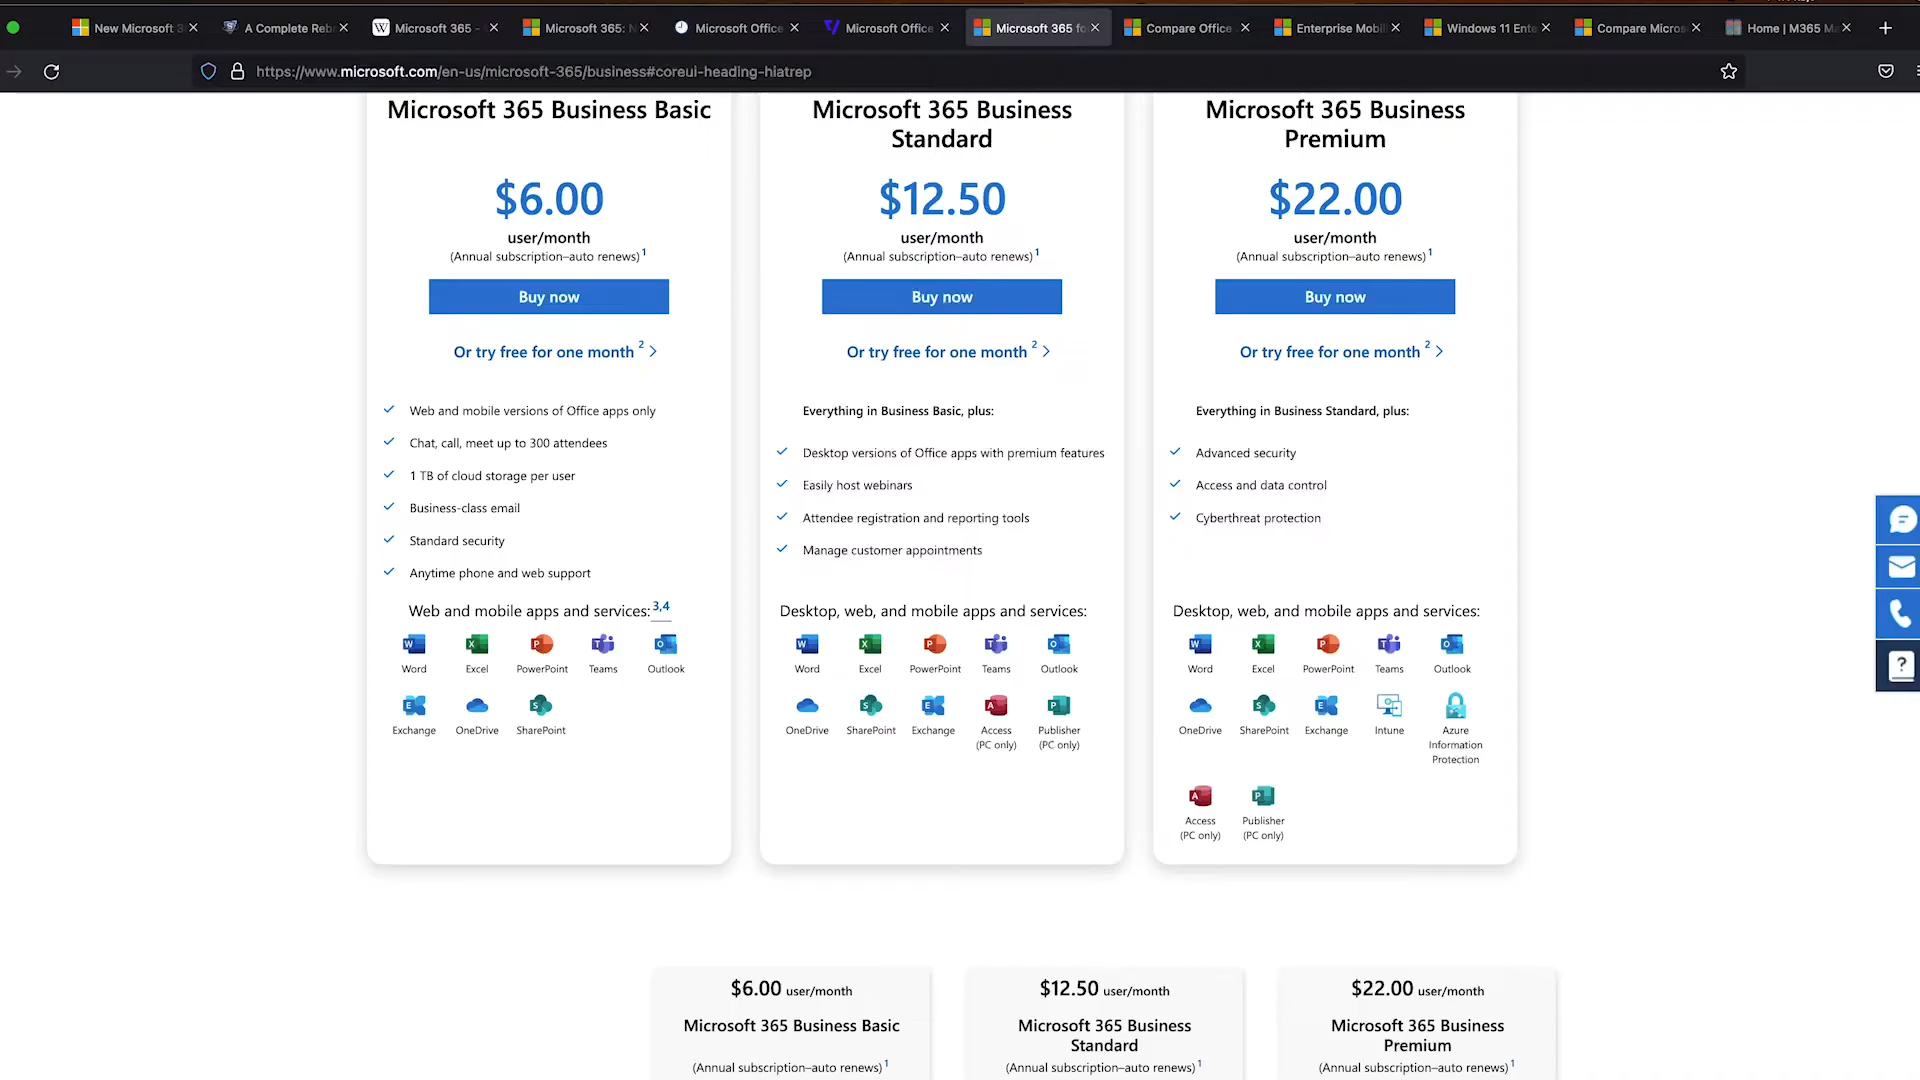 New Microsoft 3
A Complete Reb
Microsoft 365 -
Microsoft 365: N
Microsoft Office
Microsoft Office
Microsoft 365 fo
Compare Office
Enterprise Mobil
Windows 11 Ente
Compare Micros
Home | M365 Ma
https://www.microsoft.com/en-us/microsoft-365/business#coreui-heading-hiatrep
Microsoft 365 Business Basic
$6.00
user/month
(Annual subscription–auto renews) 1
Buy now
Or try free for one month 2
Web and mobile versions of Office apps only
Chat, call, meet up to 300 attendees
1 TB of cloud storage per user
Business-class email
Standard security
Anytime phone and web support
Web and mobile apps and services: 3,4
Word Excel PowerPoint Teams Outlook
Exchange OneDrive SharePoint
Microsoft 365 Business
Standard
$12.50
user/month
(Annual subscription–auto renews) 1
Buy now
Or try free for one month 2
Everything in Business Basic, plus:
Desktop versions of Office apps with premium features
Easily host webinars
Attendee registration and reporting tools
Manage customer appointments
Desktop, web, and mobile apps and services:
Word Excel PowerPoint Teams Outlook
OneDrive SharePoint Exchange Access Publisher
(PC only) (PC only)
Microsoft 365 Business
Premium
$22.00
user/month
(Annual subscription–auto renews) 1
Buy now
Or try free for one month 2
Everything in Business Standard, plus:
Advanced security
Access and data control
Cyberthreat protection
Desktop, web, and mobile apps and services:
Word Excel PowerPoint Teams Outlook
OneDrive SharePoint Exchange Intune Azure
Information
Protection
Access Publisher
(PC only) (PC only)
$6.00 user/month
Microsoft 365 Business Basic
(Annual subscription–auto renews) 1
$12.50 user/month
Microsoft 365 Business
Standard
(Annual subscription–auto renews) 1
$22.00 user/month
Microsoft 365 Business
Premium
(Annual subscription–auto renews) 1